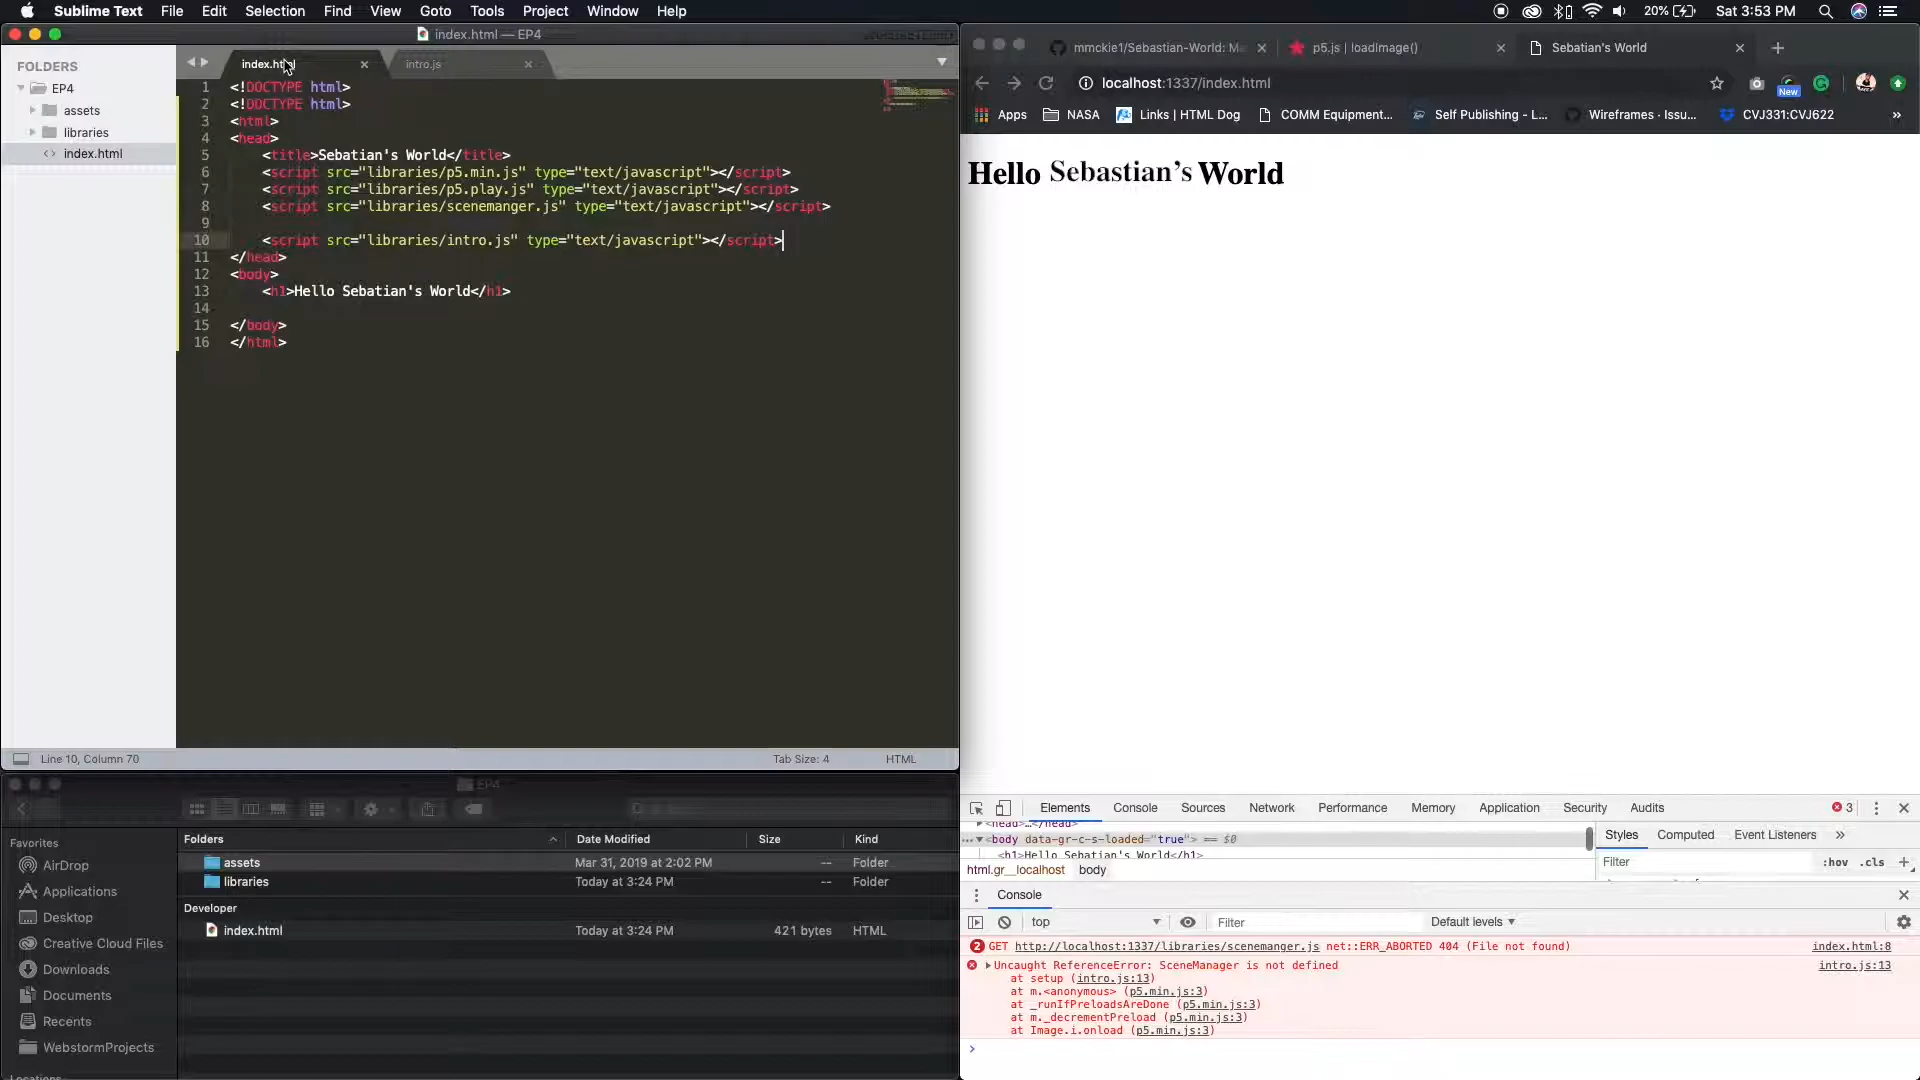 Sublime Text File Edit Selection Find View Goto Tools Project Window Help
20% Sat 3:53 PM
index.html — EP4
FOLDERS
EP4
assets
libraries
index.html
index.html
intro.js
1 <!DOCTYPE html>
2 <!DOCTYPE html>
3 <html>
4 <head>
5 <title>Sebatian's World</title>
6 <script src="libraries/p5.min.js" type="text/javascript"></script>
7 <script src="libraries/p5.play.js" type="text/javascript"></script>
8 <script src="libraries/scenemanger.js" type="text/javascript"></script>
9
10 <script src="libraries/intro.js" type="text/javascript"></script>
11 </head>
12 <body>
13 <h1>Hello Sebatian's World</h1>
14
15 </body>
16 </html>
Line 10, Column 70
Tab Size: 4
HTML
EP4
Favorites
AirDrop
Applications
Desktop
Creative Cloud Files
Downloads
Documents
Recents
WebstormProjects
Locations
Folders Date Modified Size Kind
assets Mar 31, 2019 at 2:02 PM -- Folder
libraries Today at 3:24 PM -- Folder
Developer
index.html Today at 3:24 PM 421 bytes HTML
mmckie1/Sebastian-World: Ma
p5.js | loadImage()
Sebatian's World
localhost:1337/index.html
New
Apps NASA Links | HTML Dog COMM Equipment... Self Publishing - L... Wireframes · Issu... CVJ331:CVJ622 »
Hello Sebastian’s World
Elements Console Sources Network Performance Memory Application Security Audits 3
<head>…</head>
<body data-gr-c-s-loaded="true"> == $0
<h1>Hello Sebatian's World</h1>
html.gr__localhost body
Styles Computed Event Listeners »
Filter :hov .cls +
Console
top Filter Default levels
2 GET http://localhost:1337/libraries/scenemanger.js net::ERR_ABORTED 404 (File not found) index.html:8
Uncaught ReferenceError: SceneManager is not defined intro.js:13
at setup (intro.js:13)
at m.<anonymous> (p5.min.js:3)
at _runIfPreloadsAreDone (p5.min.js:3)
at m._decrementPreload (p5.min.js:3)
at Image.i.onload (p5.min.js:3)